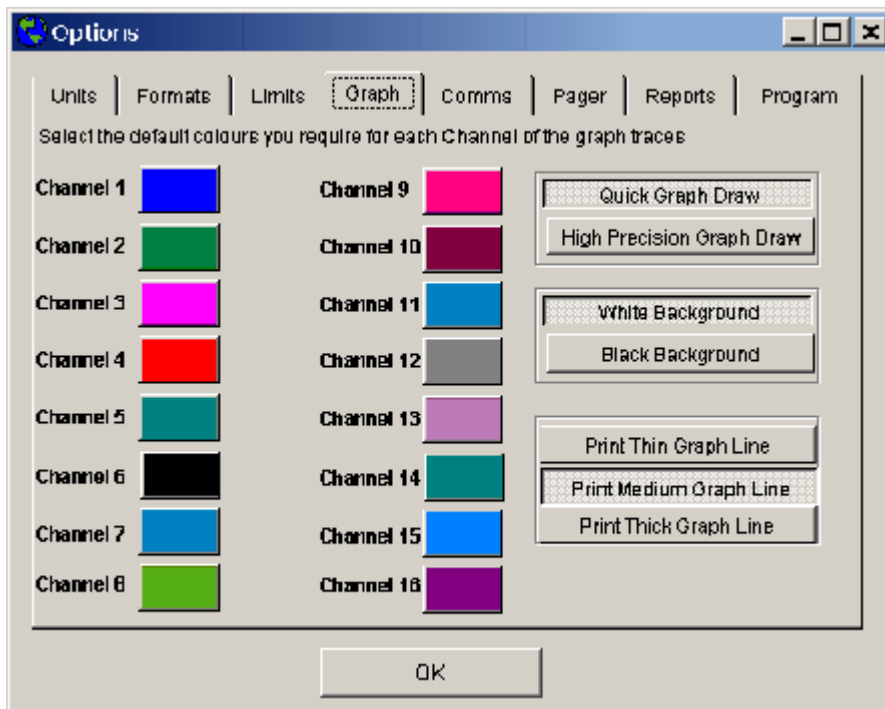 Options
Units Formats Limits Graph Comms Pager Reports Program
Select the default colours you require for each Channel of the graph traces
Channel 1
Channel 2
Channel 3
Channel 4
Channel 5
Channel 6
Channel 7
Channel 8
Channel 9
Channel 10
Channel 11
Channel 12
Channel 13
Channel 14
Channel 15
Channel 16
Quick Graph Draw
High Precision Graph Draw
White Background
Black Background
Print Thin Graph Line
Print Medium Graph Line
Print Thick Graph Line
OK